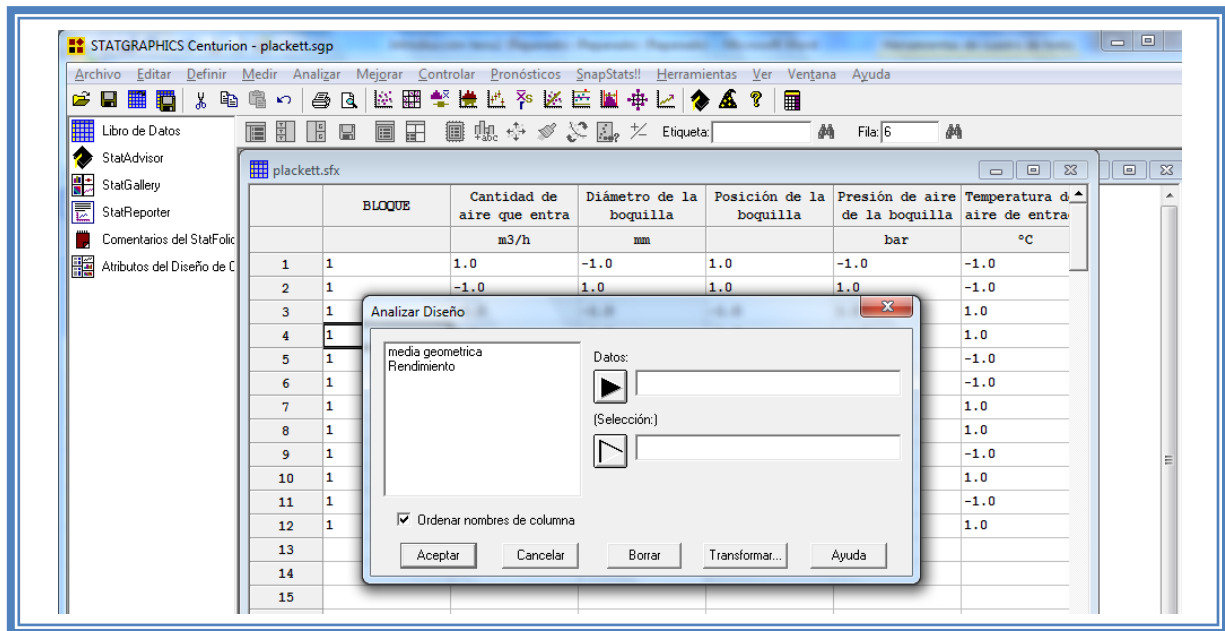 STATGRAPHICS Centurion - plackett.sgp
Archivo Editar Definir Medir Analizar Mejorar Controlar Pronósticos SnapStats!! Herramientas Ver Ventana Ayuda
Libro de Datos
StatAdvisor
StatGallery
StatReporter
Comentarios del StatFolic
Atributos del Diseño de C
Etiqueta:
Fila: 6
plackett.sfx
BLOQUE
Cantidad de aire que entra
Diámetro de la boquilla
Posición de la boquilla
Presión de aire de la boquilla
Temperatura d
aire de entra
m3/h mm bar °C
1 1 1.0 -1.0 1.0 -1.0 -1.0
2 1 -1.0 1.0 1.0 1.0 -1.0
3 1 1.0
4 1 1.0
5 1 -1.0
6 1 -1.0
7 1 1.0
8 1 1.0
9 1 -1.0
10 1 1.0
11 1 -1.0
12 1 1.0
13
14
15
Analizar Diseño
media geometrica
Rendimiento
Datos:
(Selección:)
Ordenar nombres de columna
Aceptar Cancelar Borrar Transformar... Ayuda